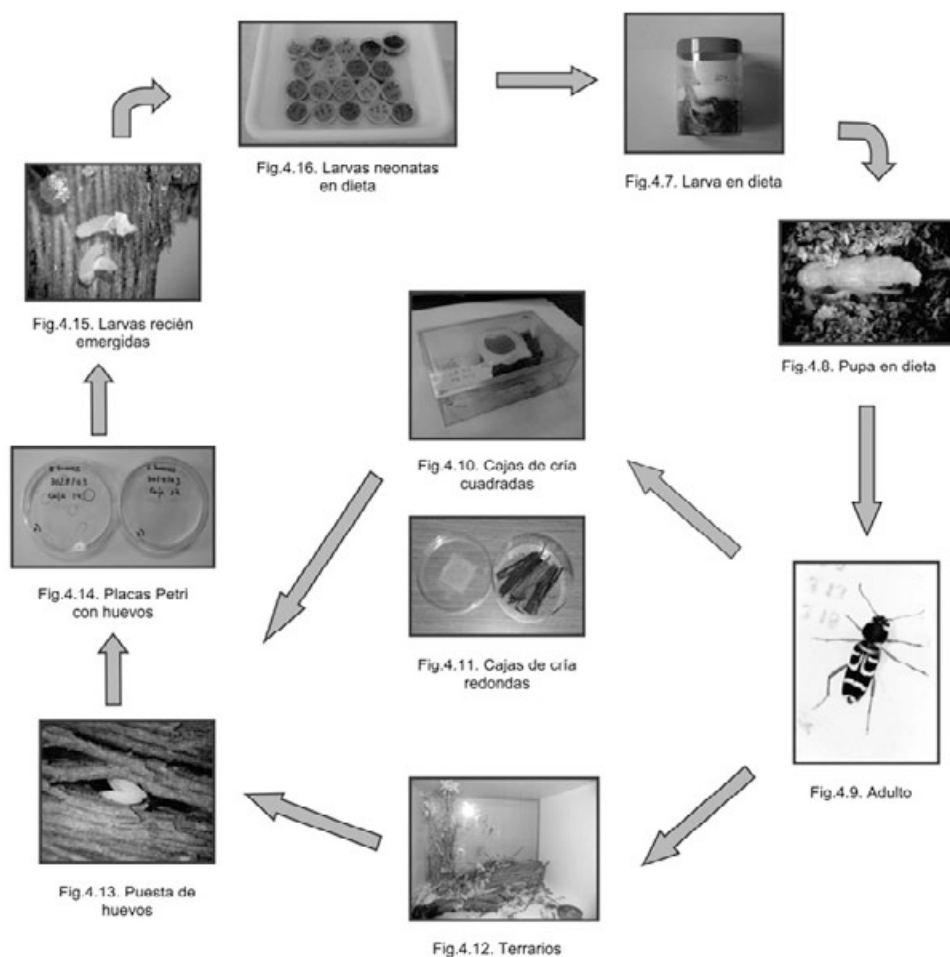 Fig.4.16. Larvas neonatas
en dieta
Fig.4.7. Larva en dieta
Fig.4.15. Larvas recién
emergidas
Fig.4.8. Pupa en dieta
Fig.4.10. Cajas de cría
cuadradas
Fig.4.14. Placas Petri
con huevos
Fig.4.11. Cajas de cría
redondas
Fig.4.9. Adulto
Fig.4.13. Puesta de
huevos
Fig.4.12. Terrarios